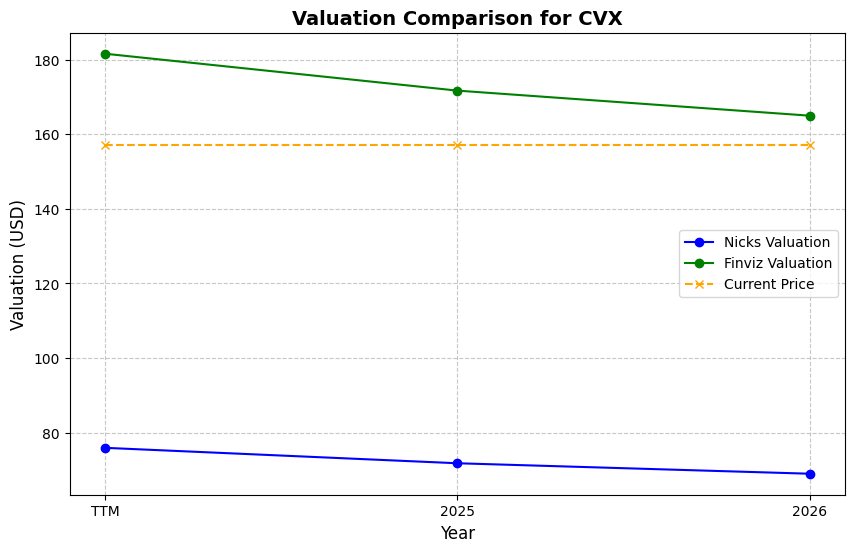 Valuation Comparison for CVX
Valuation (USD)
180
160
140
120
100
80
Nicks Valuation
Finviz Valuation
Current Price
TTM
2025
2026
Year